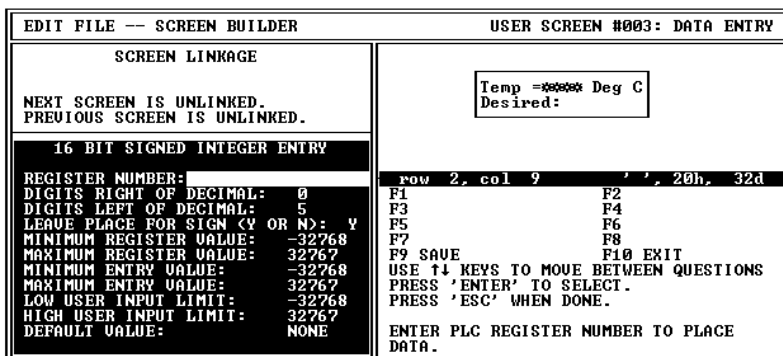 EDIT FILE -- SCREEN BUILDER
USER SCREEN #003: DATA ENTRY
SCREEN LINKAGE
NEXT SCREEN IS UNLINKED.
PREVIOUS SCREEN IS UNLINKED.
16 BIT SIGNED INTEGER ENTRY
REGISTER NUMBER:
DIGITS RIGHT OF DECIMAL: 0
DIGITS LEFT OF DECIMAL: 5
LEAVE PLACE FOR SIGN (Y OR N): Y
MINIMUM REGISTER VALUE: -32768
MAXIMUM REGISTER VALUE: 32767
MINIMUM ENTRY VALUE: -32768
MAXIMUM ENTRY VALUE: 32767
LOW USER INPUT LIMIT: -32768
HIGH USER INPUT LIMIT: 32767
DEFAULT VALUE: NONE
Temp = Deg C
Desired:
row 2, col 9 ' ', 20h, 32d
F1 F2
F3 F4
F5 F6
F7 F8
F9 SAVE F10 EXIT
USE ↑↓ KEYS TO MOVE BETWEEN QUESTIONS
PRESS 'ENTER' TO SELECT.
PRESS 'ESC' WHEN DONE.
ENTER PLC REGISTER NUMBER TO PLACE
DATA.